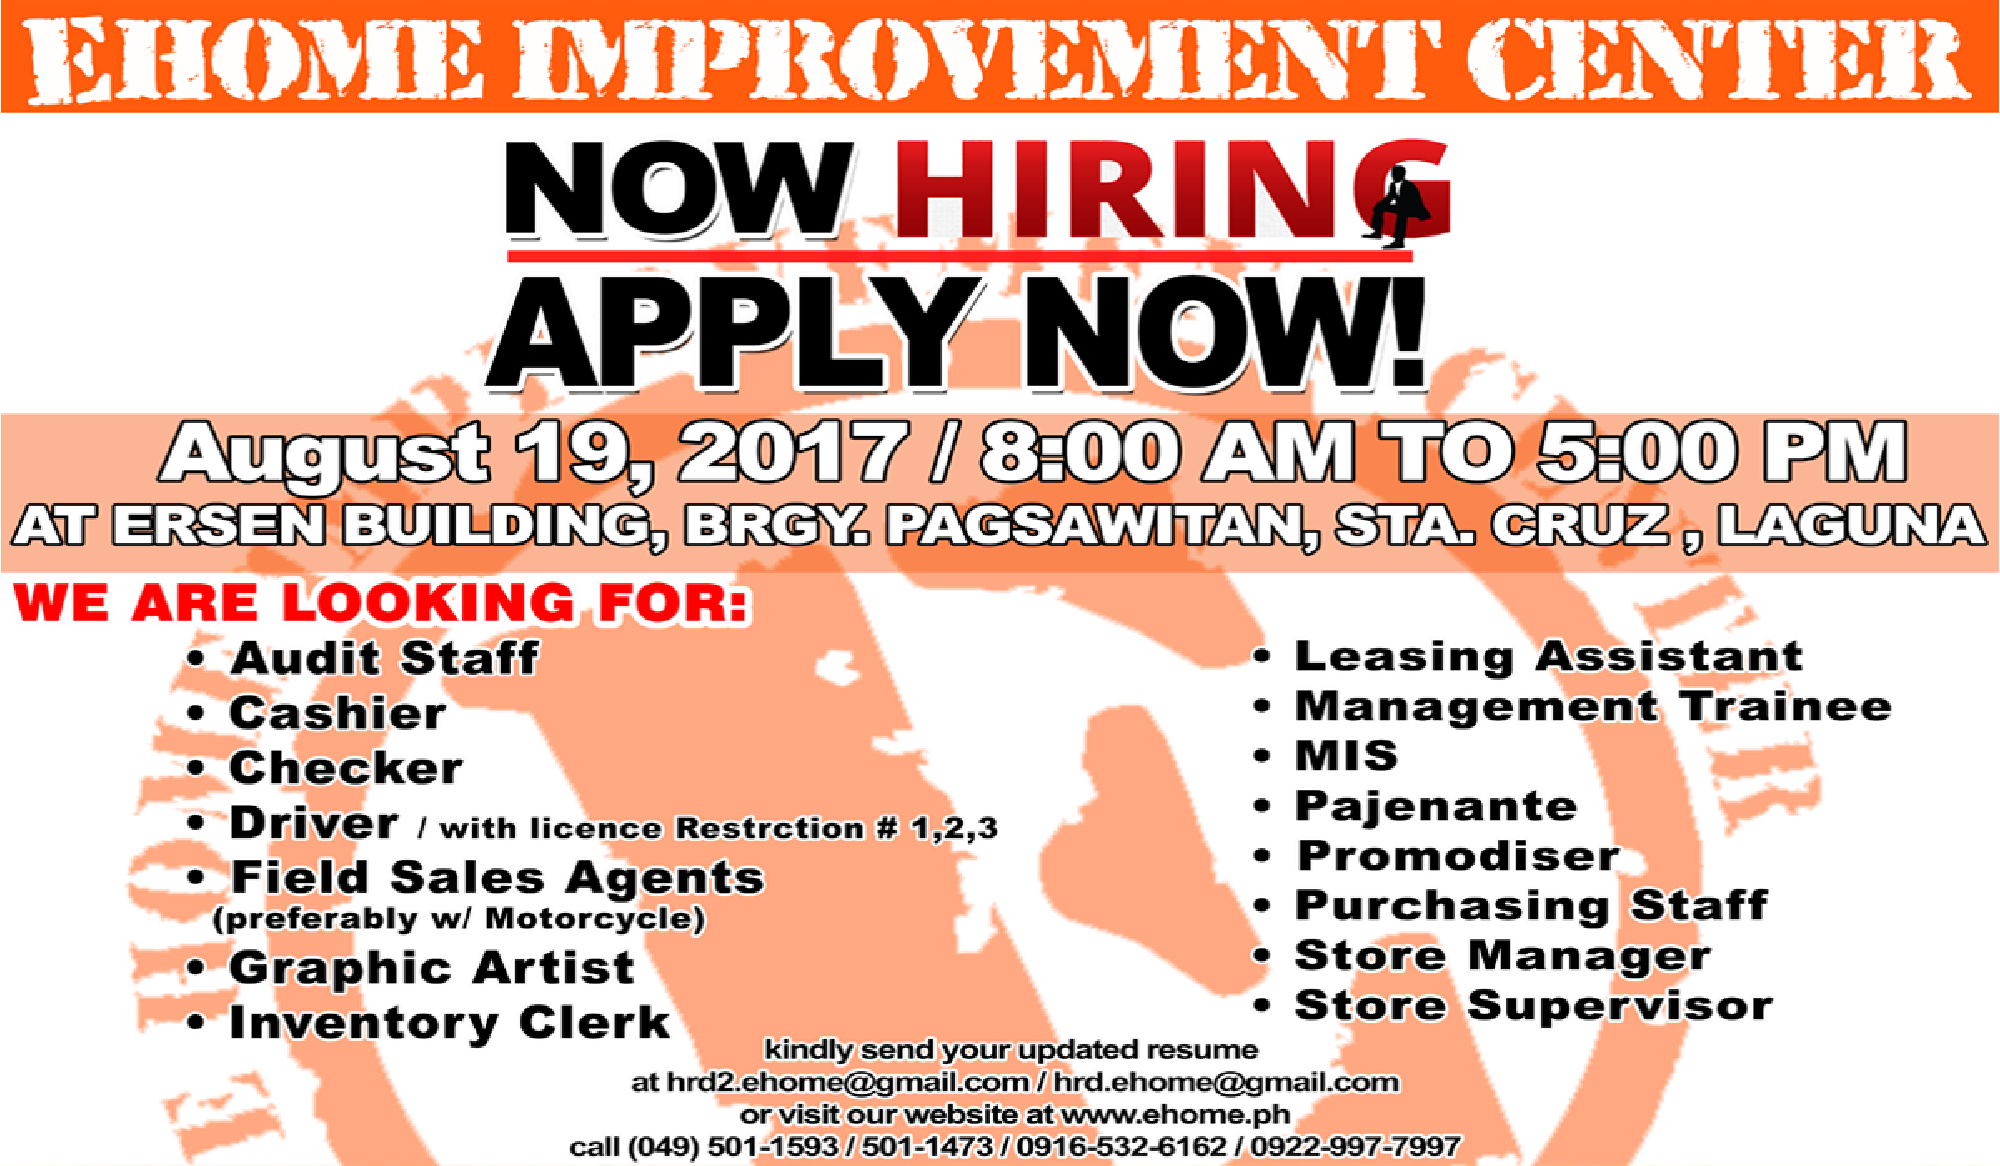 EHOME IMPROVEMENT CENTER
NOW HIRING
APPLY NOW!
August 19, 2017 / 8:00 AM TO 5:00 PM
AT ERSEN BUILDING, BRGY. PAGSAWITAN, STA. CRUZ , LAGUNA
WE ARE LOOKING FOR:
• Audit Staff
• Cashier
• Checker
• Driver / with licence Restrction # 1,2,3
• Field Sales Agents
(preferably w/ Motorcycle)
• Graphic Artist
• Inventory Clerk
• Leasing Assistant
• Management Trainee
• MIS
• Pajenante
• Promodiser
• Purchasing Staff
• Store Manager
• Store Supervisor
kindly send your updated resume
at hrd2.ehome@gmail.com / hrd.ehome@gmail.com
or visit our website at www.ehome.ph
call (049) 501-1593 / 501-1473 / 0916-532-6162 / 0922-997-7997